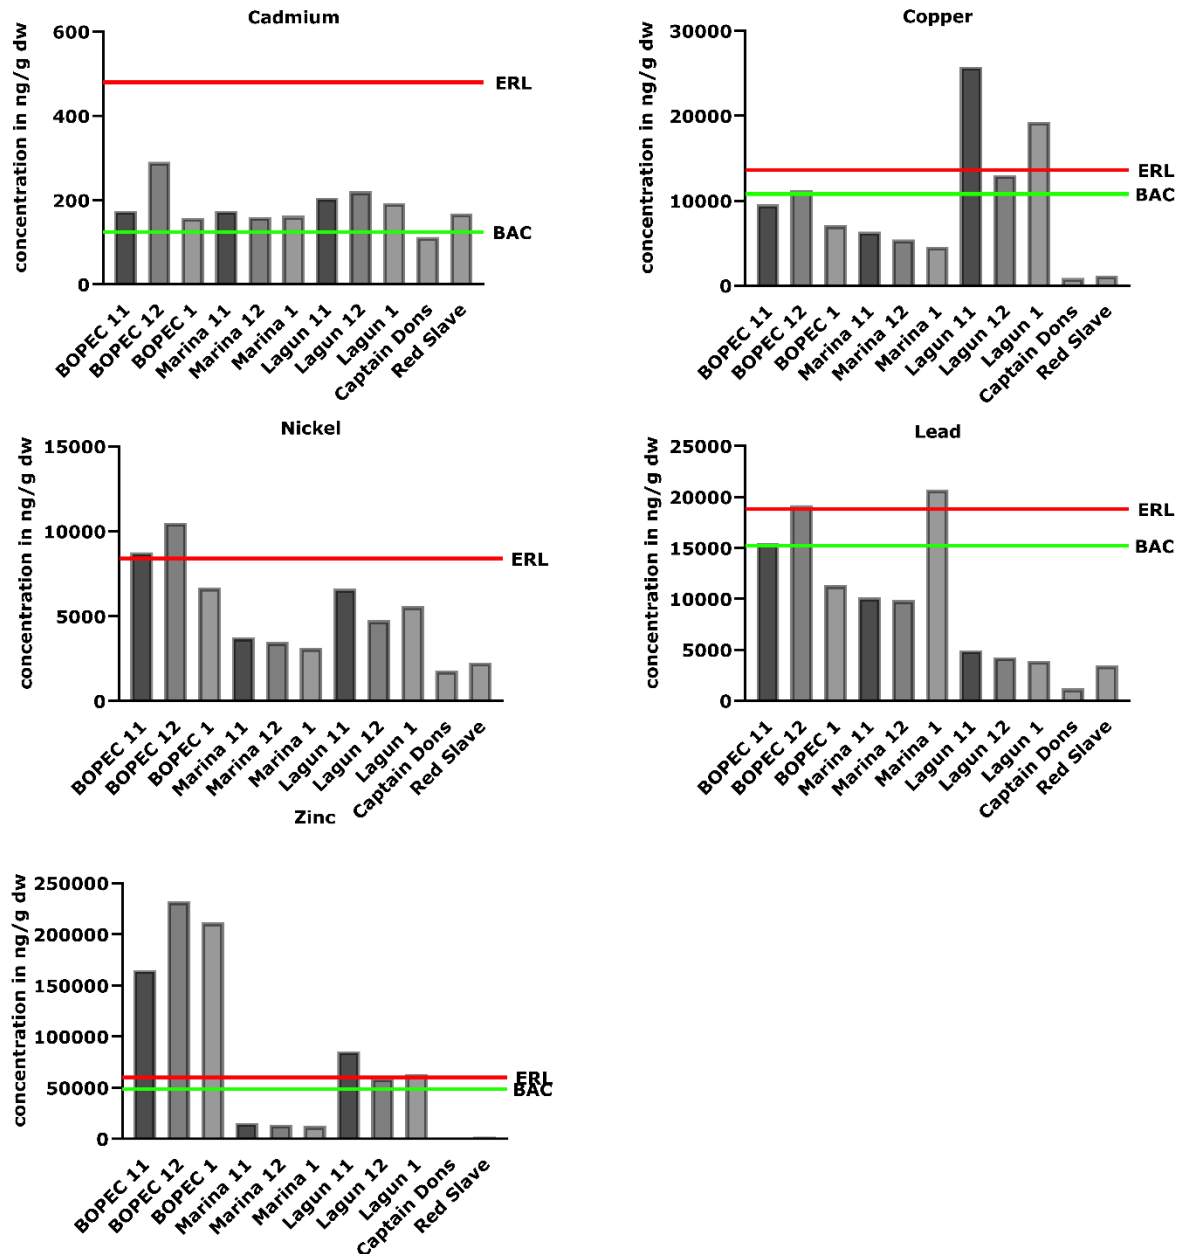 Cadmium
concentration in ng/g dw
600
400
200
0
ERL
BAC
BOPEC 11
BOPEC 12
BOPEC 1
Marina 11
Marina 12
Marina 1
Lagun 11
Lagun 12
Lagun 1
Captain Dons
Red Slave
Copper
concentration in ng/g dw
30000
20000
10000
0
ERL
BAC
BOPEC 11
BOPEC 12
BOPEC 1
Marina 11
Marina 12
Marina 1
Lagun 11
Lagun 12
Lagun 1
Captain Dons
Red Slave
Nickel
concentration in ng/g dw
15000
10000
5000
0
ERL
BOPEC 11
BOPEC 12
BOPEC 1
Marina 11
Marina 12
Marina 1
Lagun 11
Lagun 12
Lagun 1
Captain Dons
Red Slave
Lead
concentration in ng/g dw
25000
20000
15000
10000
5000
0
ERL
BAC
BOPEC 11
BOPEC 12
BOPEC 1
Marina 11
Marina 12
Marina 1
Lagun 11
Lagun 12
Lagun 1
Captain Dons
Red Slave
Zinc
concentration in ng/g dw
250000
200000
150000
100000
50000
0
ERL
BAC
BOPEC 11
BOPEC 12
BOPEC 1
Marina 11
Marina 12
Marina 1
Lagun 11
Lagun 12
Lagun 1
Captain Dons
Red Slave